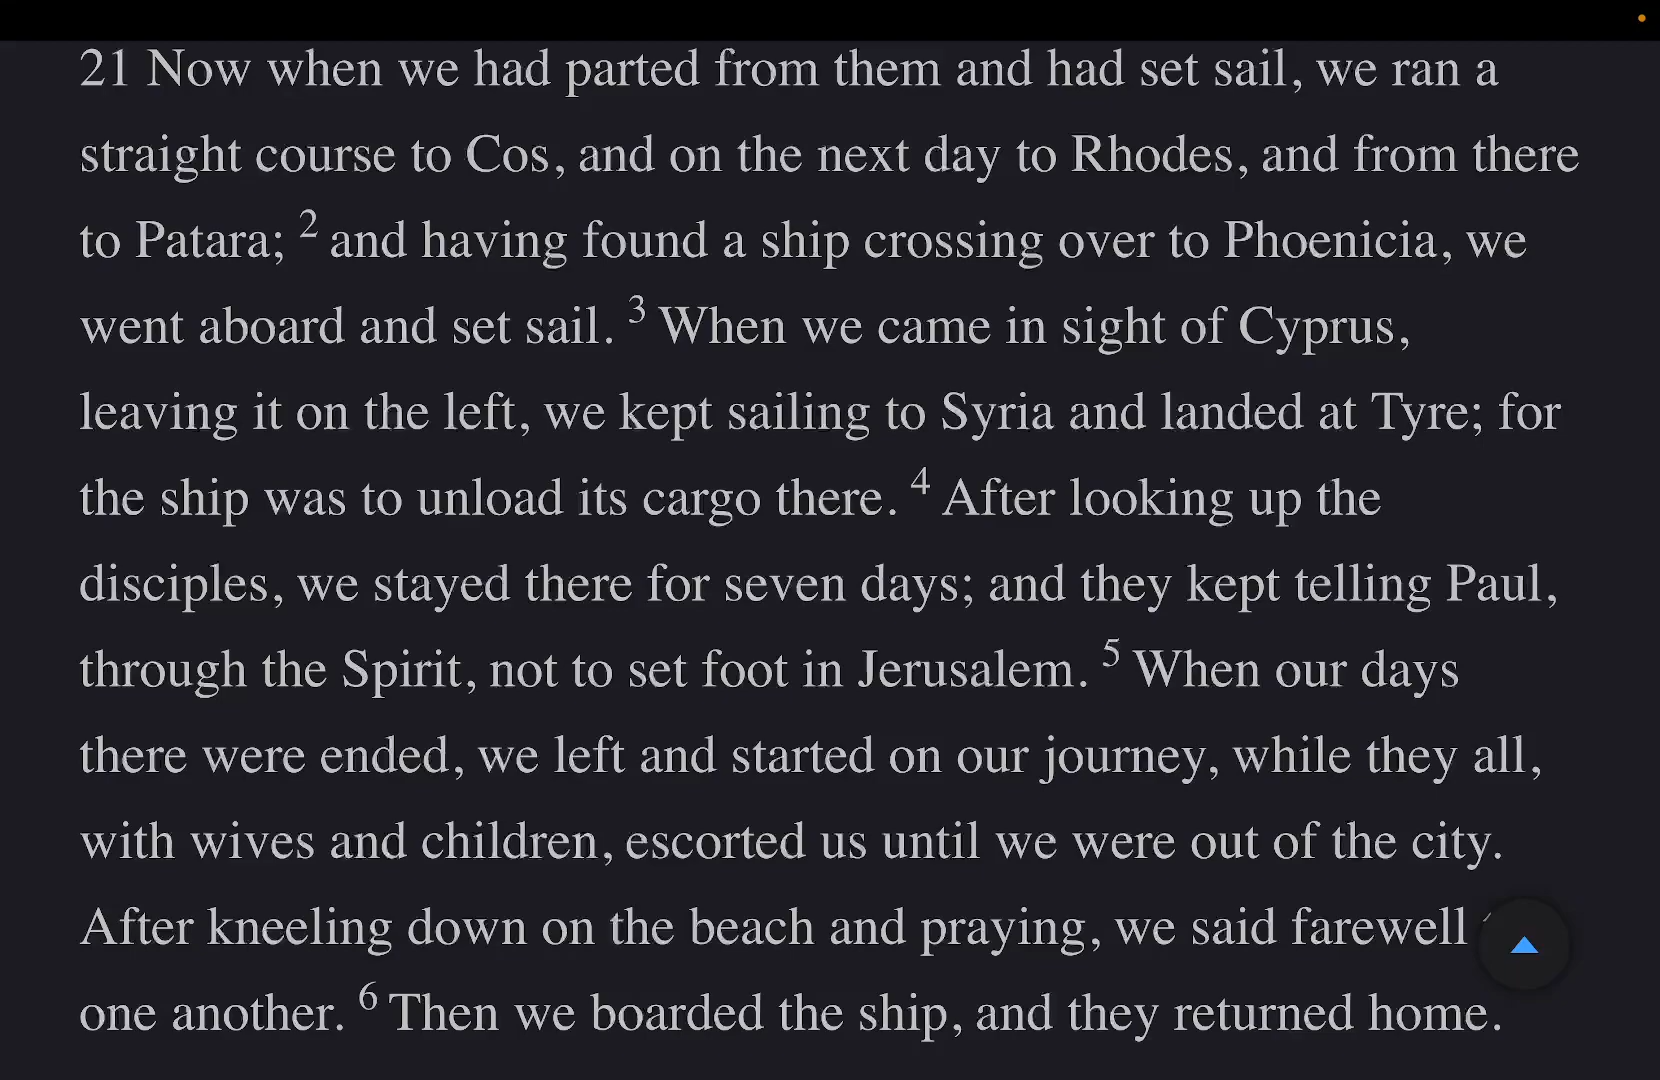 21 Now when we had parted from them and had set sail, we ran a
straight course to Cos, and on the next day to Rhodes, and from there
to Patara; 2 and having found a ship crossing over to Phoenicia, we
went aboard and set sail. 3 When we came in sight of Cyprus,
leaving it on the left, we kept sailing to Syria and landed at Tyre; for
the ship was to unload its cargo there. 4 After looking up the
disciples, we stayed there for seven days; and they kept telling Paul,
through the Spirit, not to set foot in Jerusalem. 5 When our days
there were ended, we left and started on our journey, while they all,
with wives and children, escorted us until we were out of the city.
After kneeling down on the beach and praying, we said farewell
one another. 6 Then we boarded the ship, and they returned home.